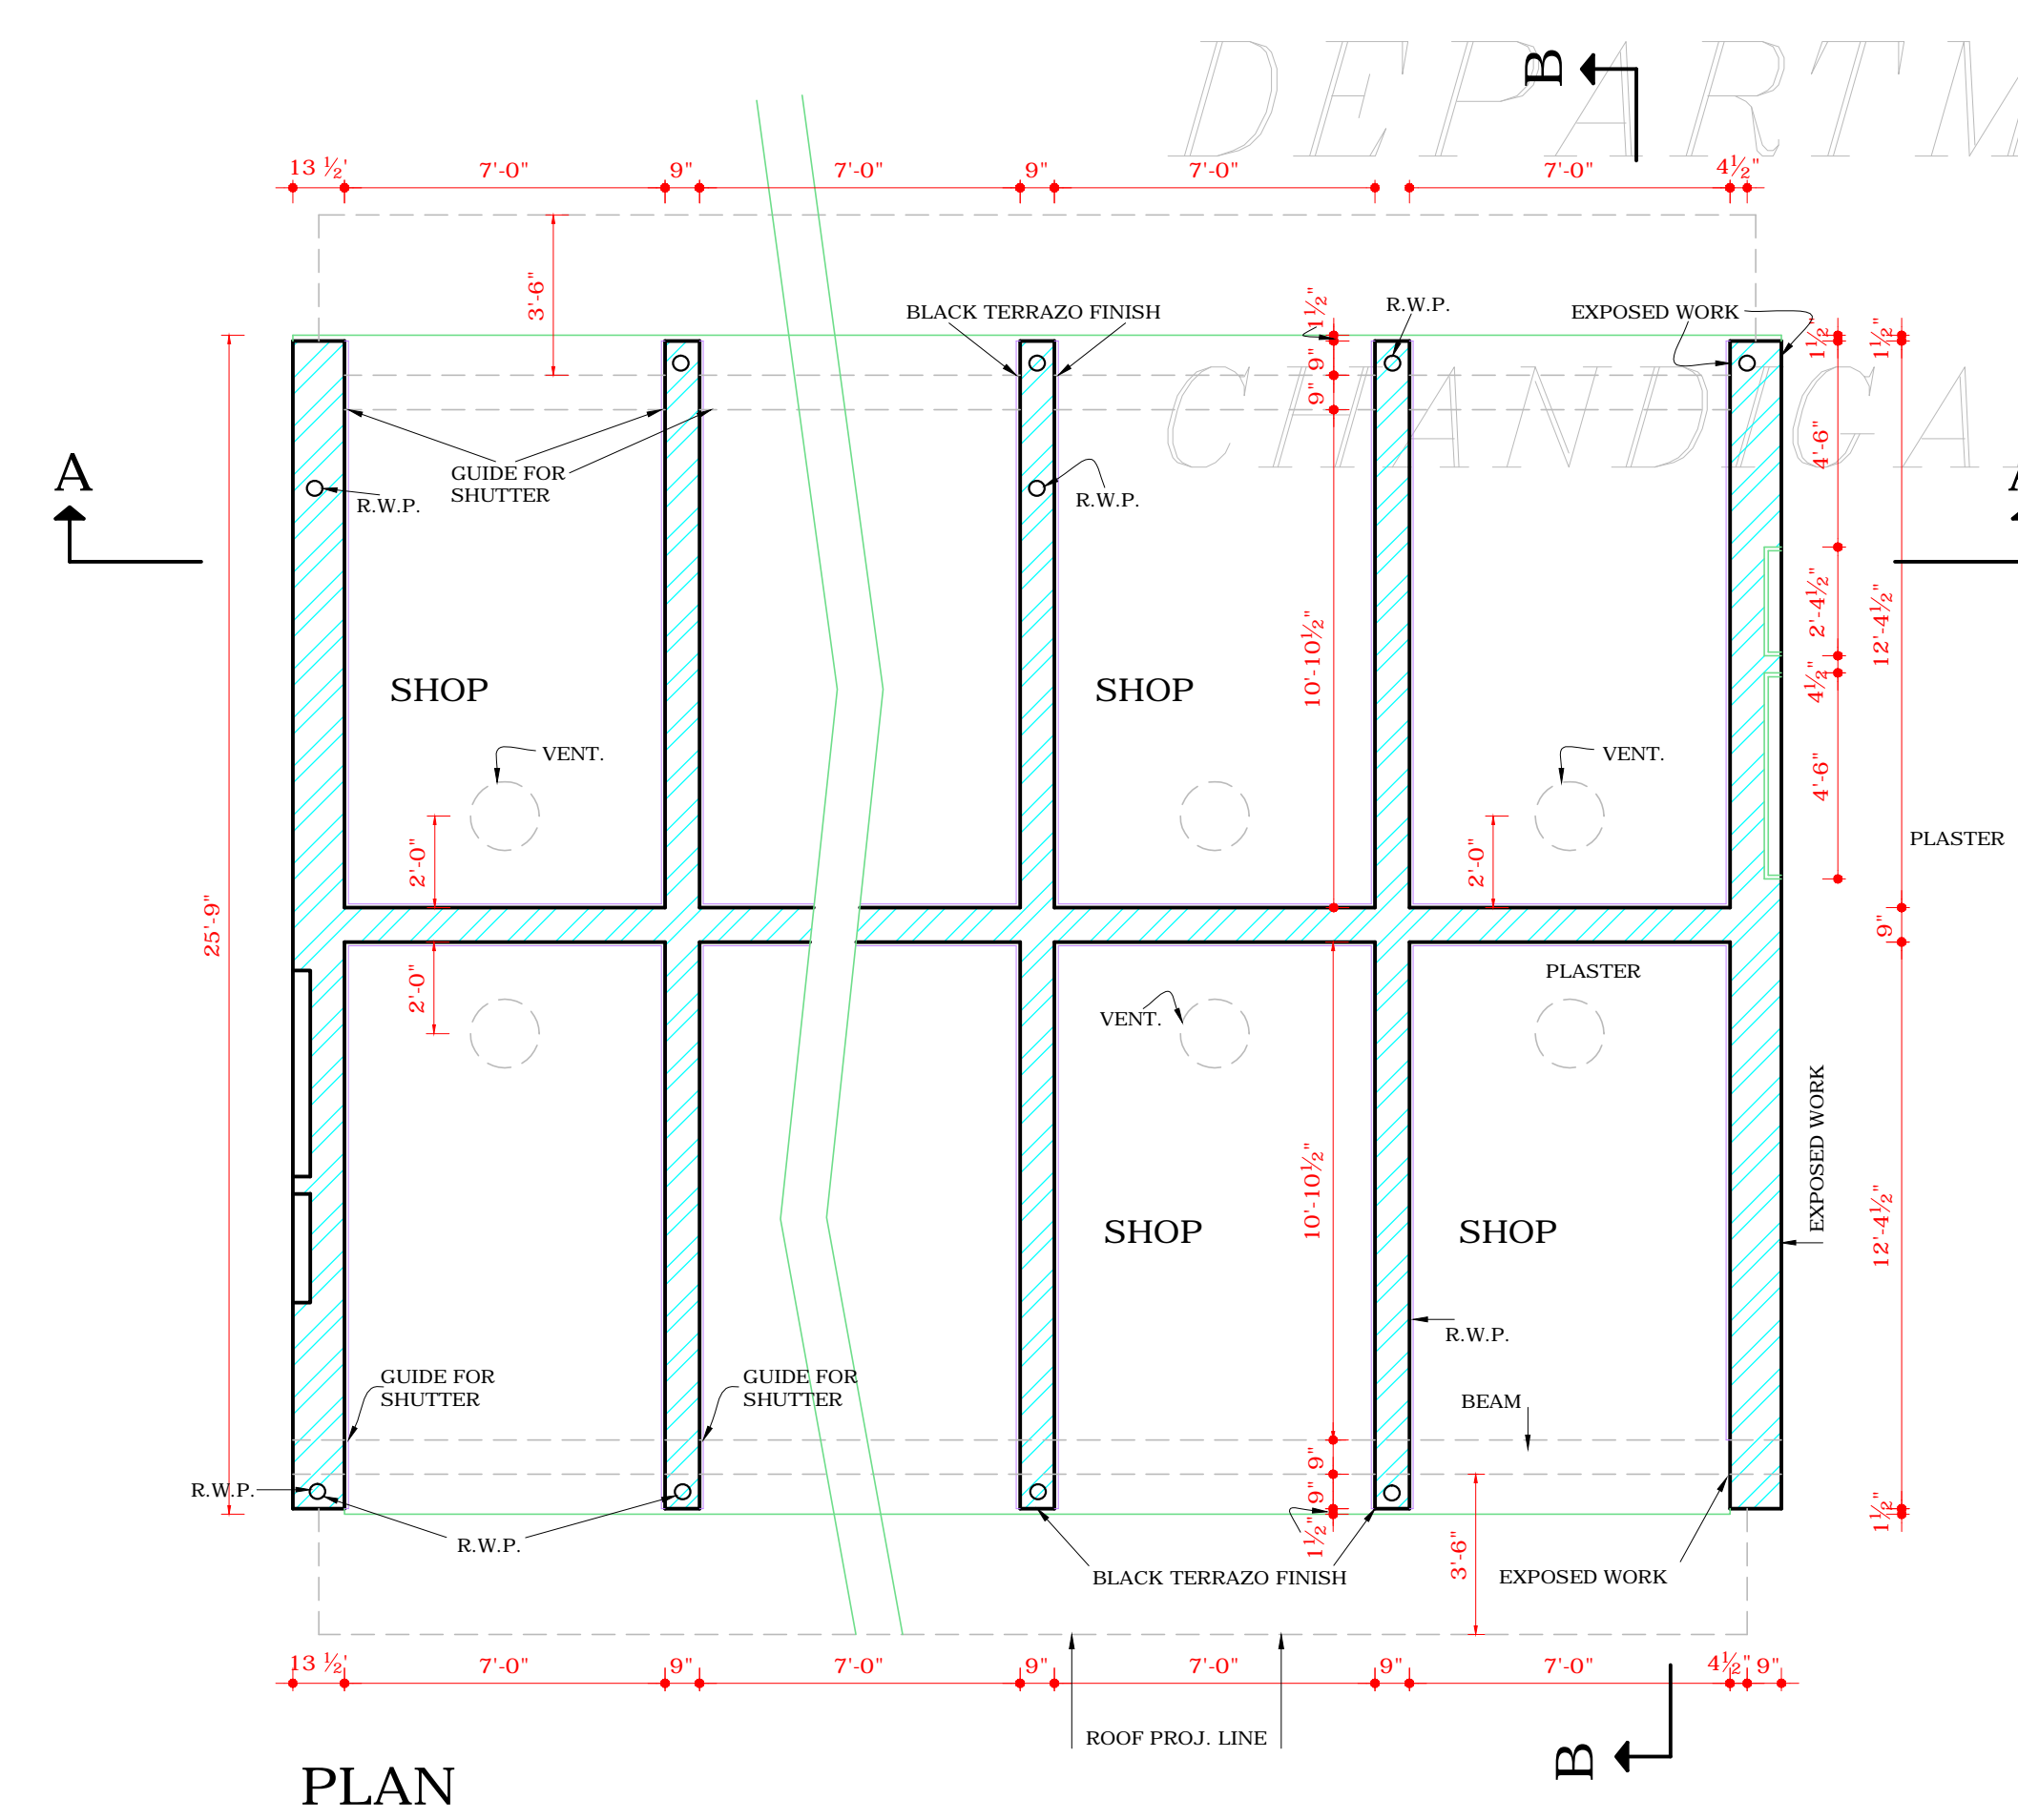 DEPARTM
B
13 ½'
7'-0"
9"
7'-0"
9"
7'-0"
7'-0"
4½"
3'-6"
BLACK TERRAZO FINISH
1½"
R.W.P.
EXPOSED WORK
1½"
1½"
9"
9"
CHANDIGA
4'-6"
A
GUIDE FOR
SHUTTER
R.W.P.
R.W.P.
2'-4½"
12'-4½"
10'-10½"
SHOP
SHOP
4½"
VENT.
VENT.
4'-6"
2'-0"
2'-0"
PLASTER
25'-9"
9"
2'-0"
PLASTER
VENT.
EXPOSED WORK
10'-10½"
12'-4½"
SHOP
SHOP
R.W.P.
GUIDE FOR
SHUTTER
GUIDE FOR
SHUTTER
BEAM
9"
R.W.P.
9"
1½"
R.W.P.
1½"
3'-6"
BLACK TERRAZO FINISH
EXPOSED WORK
13 ½'
7'-0"
9"
7'-0"
9"
7'-0"
9"
7'-0"
4½"
9"
ROOF PROJ. LINE
B
PLAN